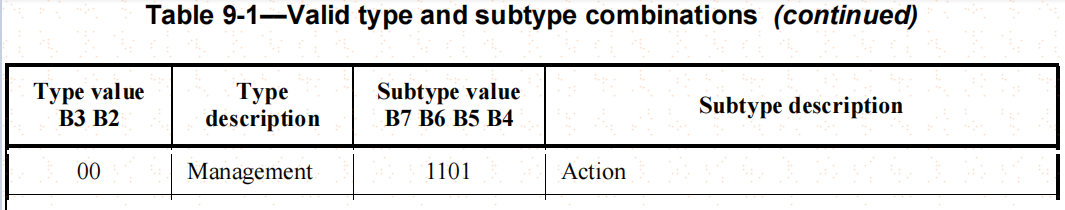 Table 9-1—Valid type and subtype combinations (continued)
Type value B3 B2 Type description Subtype value B7 B6 B5 B4 Subtype description
00 Management 1101 Action